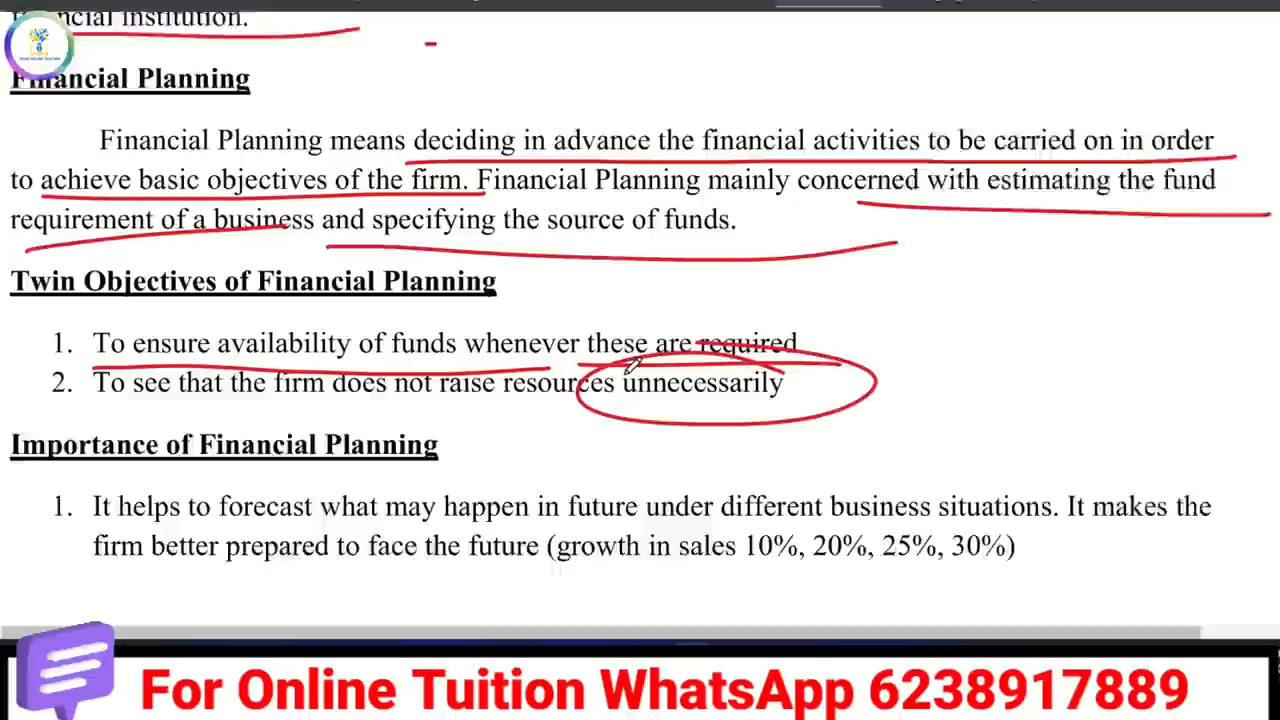 financial institution.
Financial Planning
Financial Planning means deciding in advance the financial activities to be carried on in order
to achieve basic objectives of the firm. Financial Planning mainly concerned with estimating the fund
requirement of a business and specifying the source of funds.
Twin Objectives of Financial Planning
1. To ensure availability of funds whenever these are required
2. To see that the firm does not raise resources unnecessarily
Importance of Financial Planning
1. It helps to forecast what may happen in future under different business situations. It makes the
firm better prepared to face the future (growth in sales 10%, 20%, 25%, 30%)
For Online Tuition WhatsApp 6238917889